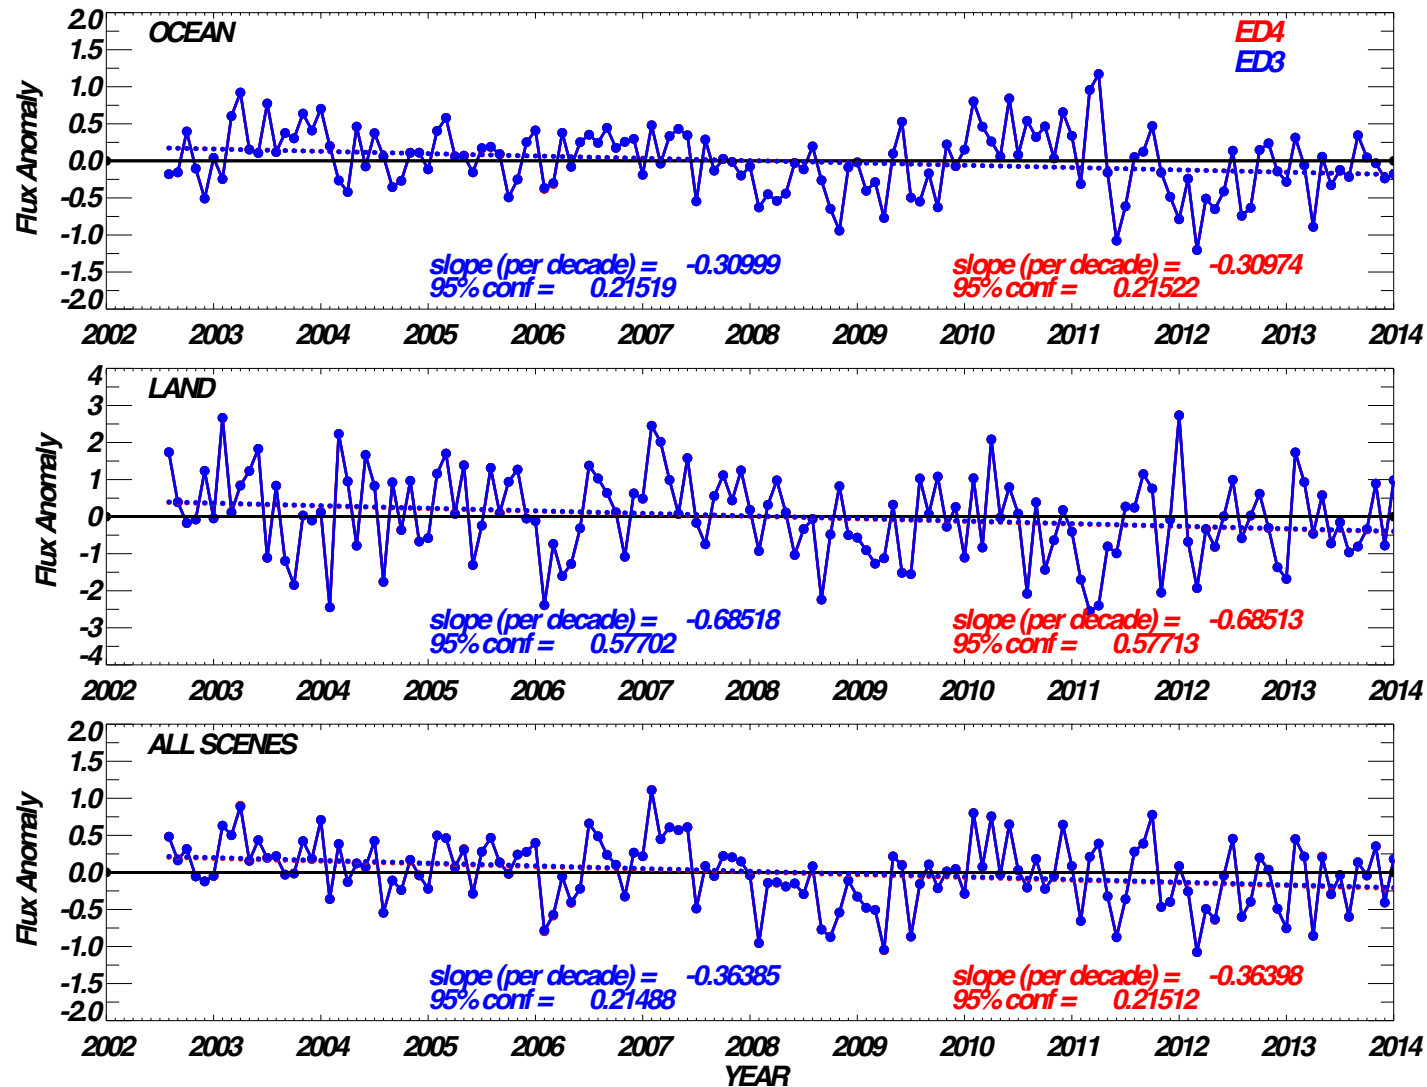 OCEAN
ED4
ED3
Flux Anomaly
2.0
1.5
1.0
0.5
0.0
-0.5
-1.0
-1.5
-2.0
slope (per decade) = -0.30999
95% conf = 0.21519
slope (per decade) = -0.30974
95% conf = 0.21522
2002 2003 2004 2005 2006 2007 2008 2009 2010 2011 2012 2013 2014
LAND
Flux Anomaly
4
3
2
1
0
-1
-2
-3
-4
slope (per decade) = -0.68518
95% conf = 0.57702
slope (per decade) = -0.68513
95% conf = 0.57713
2002 2003 2004 2005 2006 2007 2008 2009 2010 2011 2012 2013 2014
ALL SCENES
Flux Anomaly
2.0
1.5
1.0
0.5
0.0
-0.5
-1.0
-1.5
-2.0
slope (per decade) = -0.36385
95% conf = 0.21488
slope (per decade) = -0.36398
95% conf = 0.21512
2002 2003 2004 2005 2006 2007 2008 2009 2010 2011 2012 2013 2014
YEAR